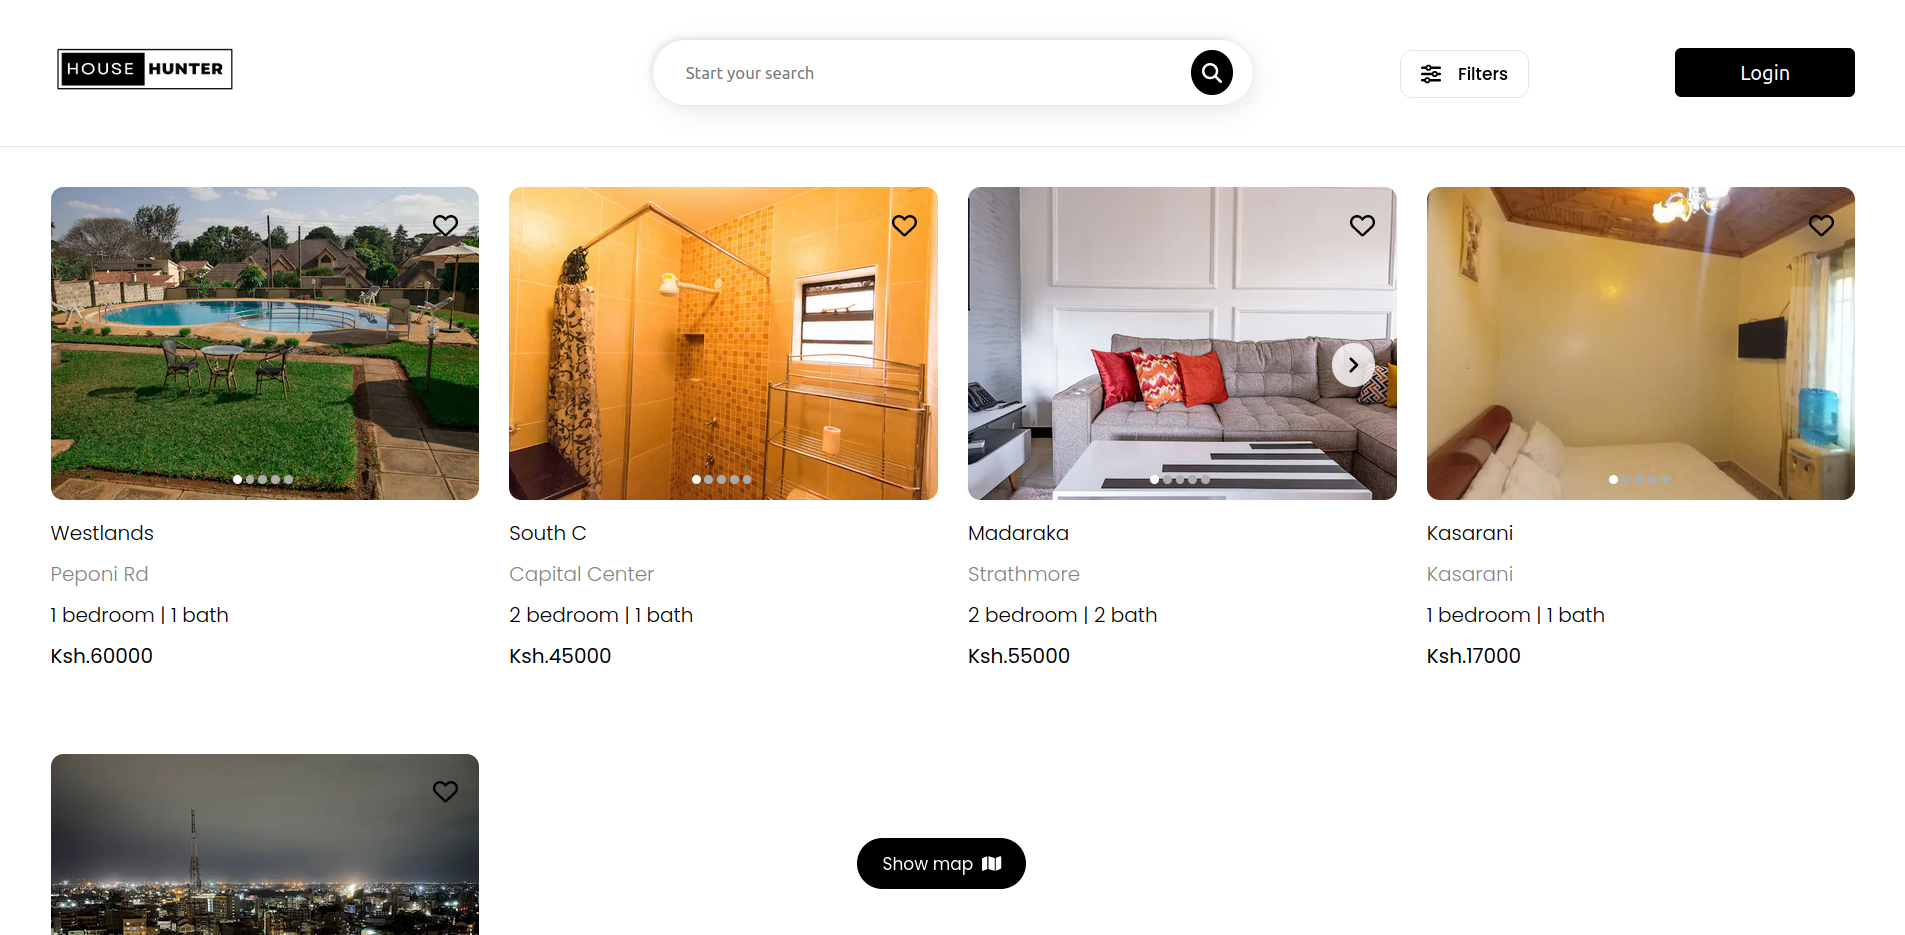 HOUSE HUNTER
Start your search
Filters
Login
Westlands
Peponi Rd
1 bedroom | 1 bath
Ksh.60000
South C
Capital Center
2 bedroom | 1 bath
Ksh.45000
Madaraka
Strathmore
2 bedroom | 2 bath
Ksh.55000
Kasarani
Kasarani
1 bedroom | 1 bath
Ksh.17000
Show map